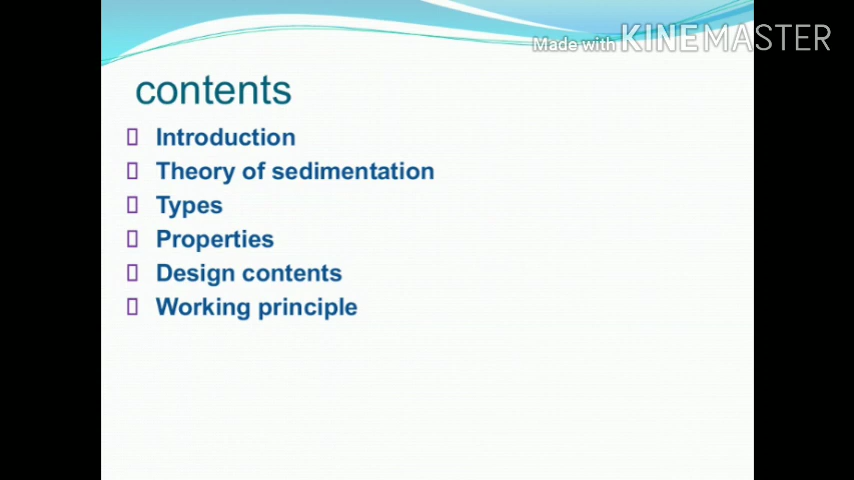 Made with KINEMASTER
contents
Introduction
Theory of sedimentation
Types
Properties
Design contents
Working principle